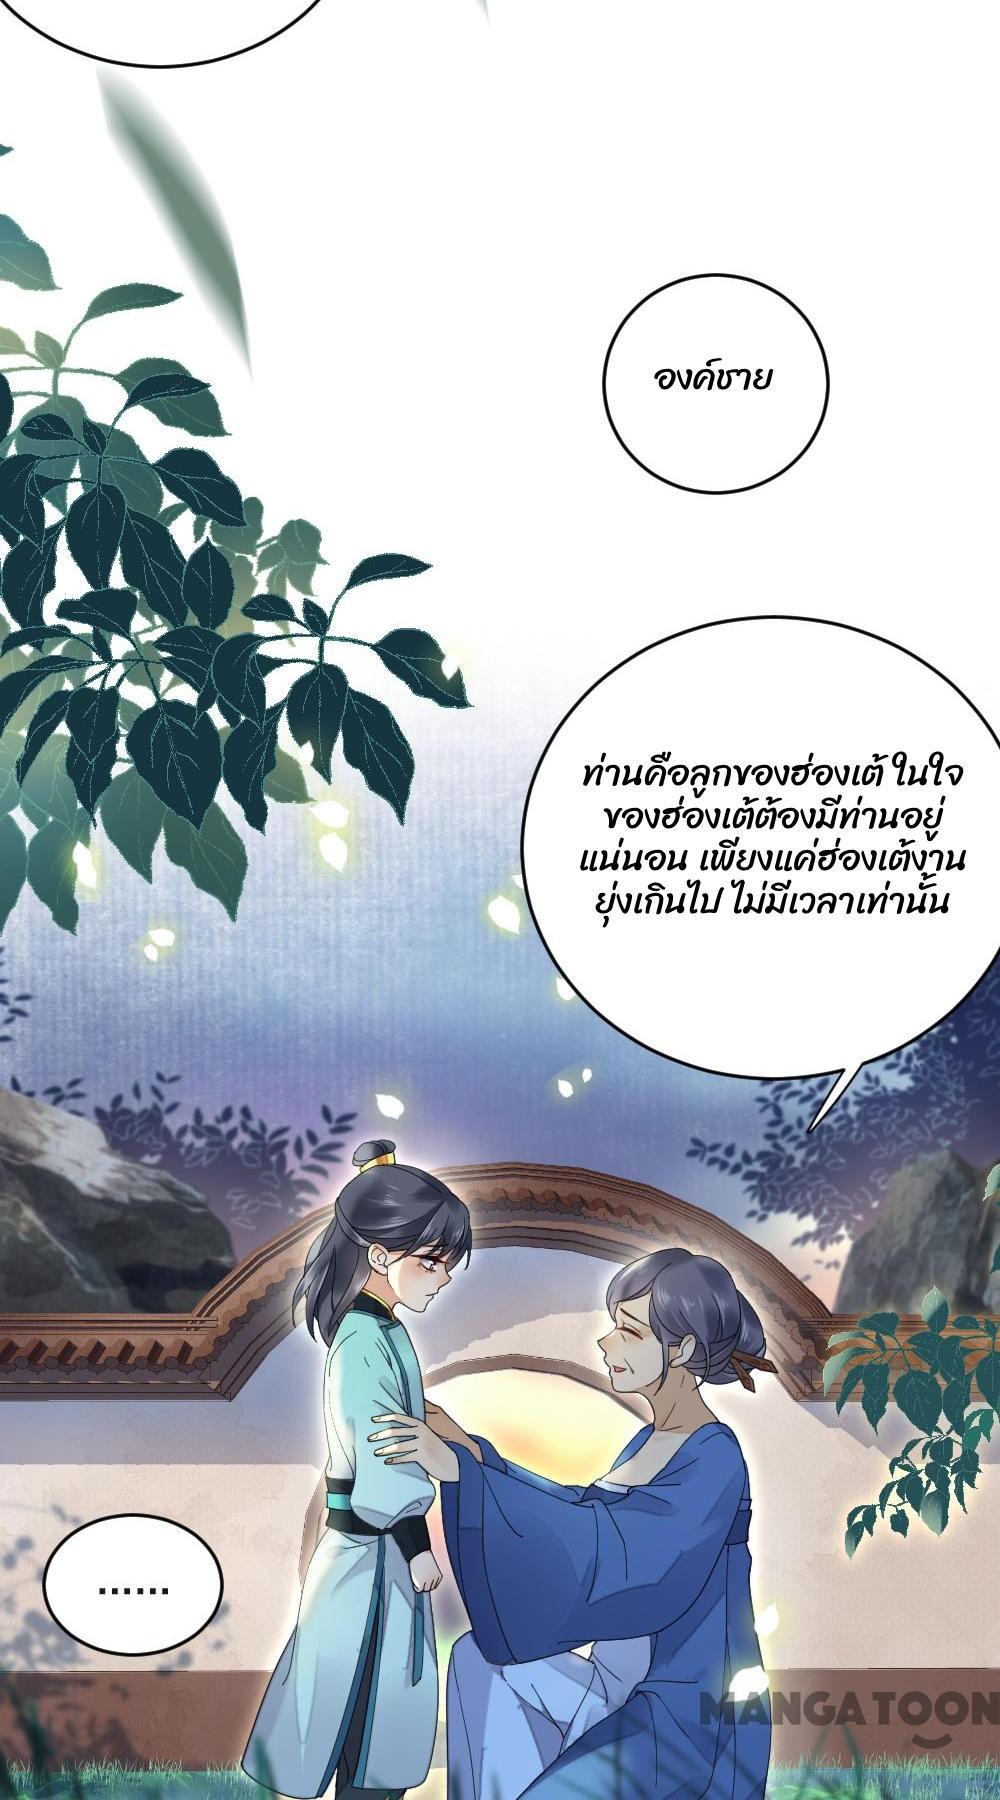 องค์ชาย
ท่านคือลูกของฮ่องเต้ ในใจ
ของฮ่องเต้ต้องมีท่านอยู่
แน่นอน เพียงแค่ฮ่องเต้งาน
ยุ่งเกินไป ไม่มีเวลาเท่านั้น
......
MANGATOON